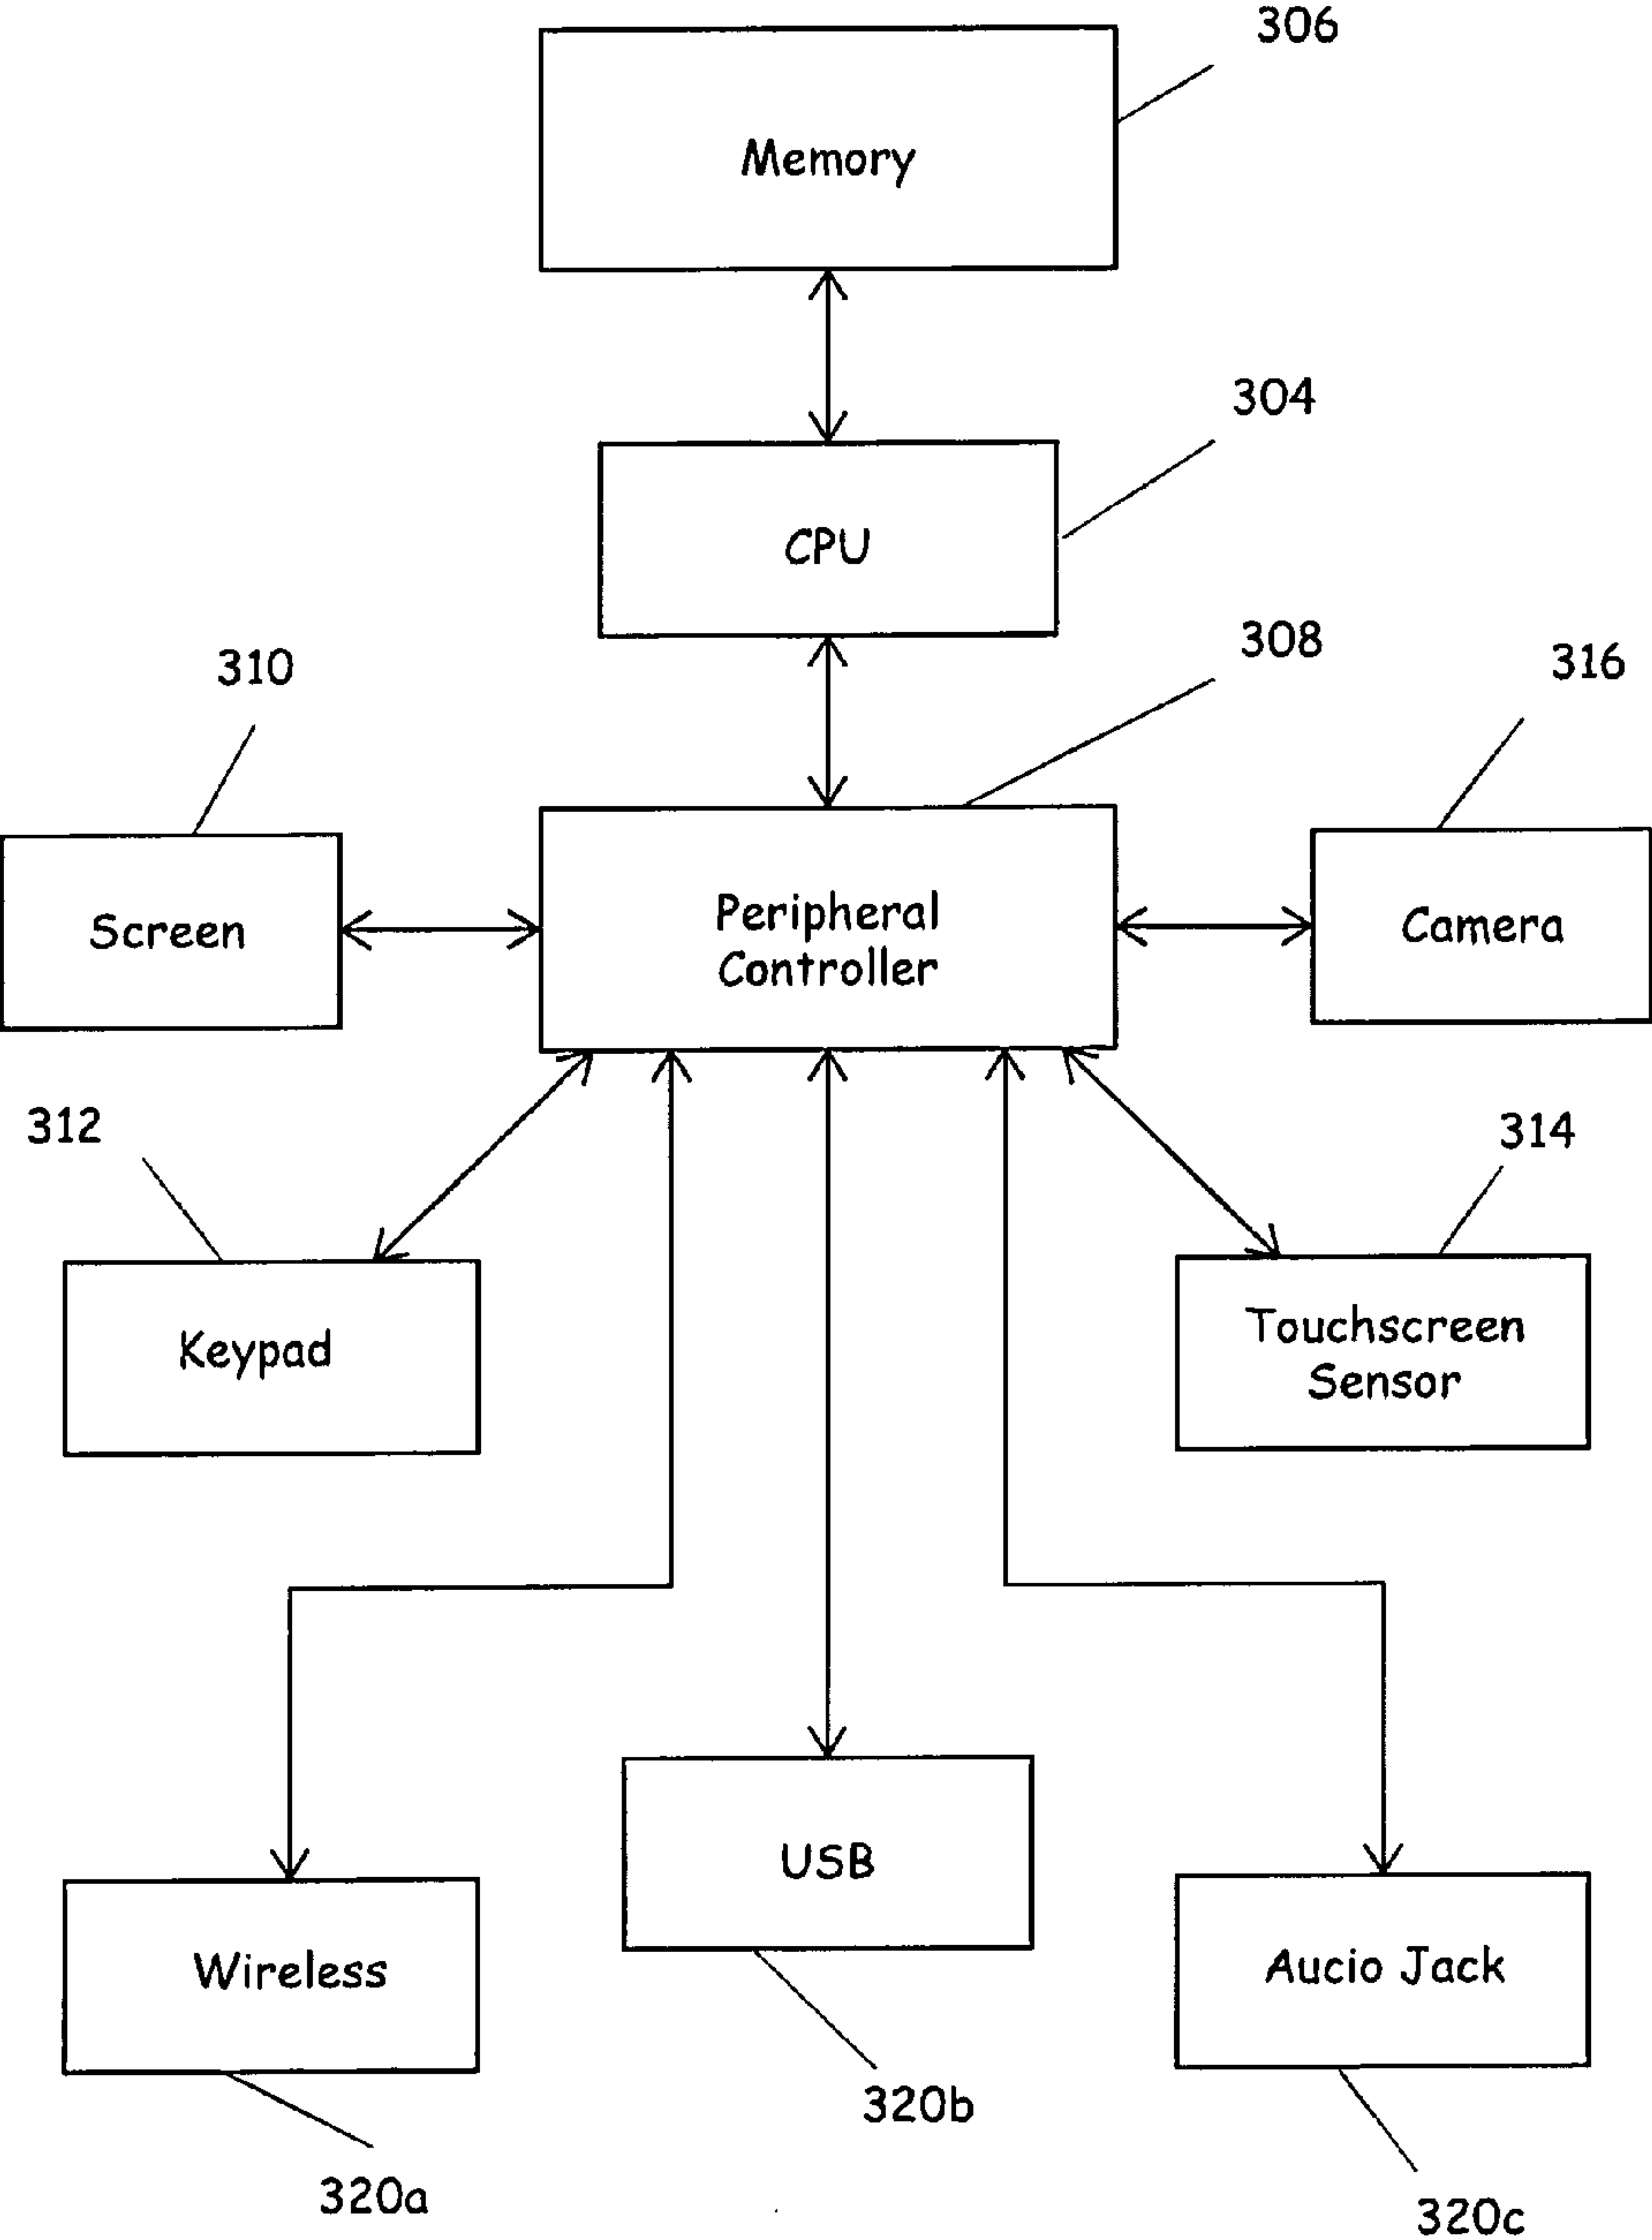 306
Memory
304
CPU
308
310
316
Screen
Peripheral
Controller
Camera
312
314
Keypad
Touchscreen
Sensor
Wireless
USB
Aucio Jack
320a
320b
320c